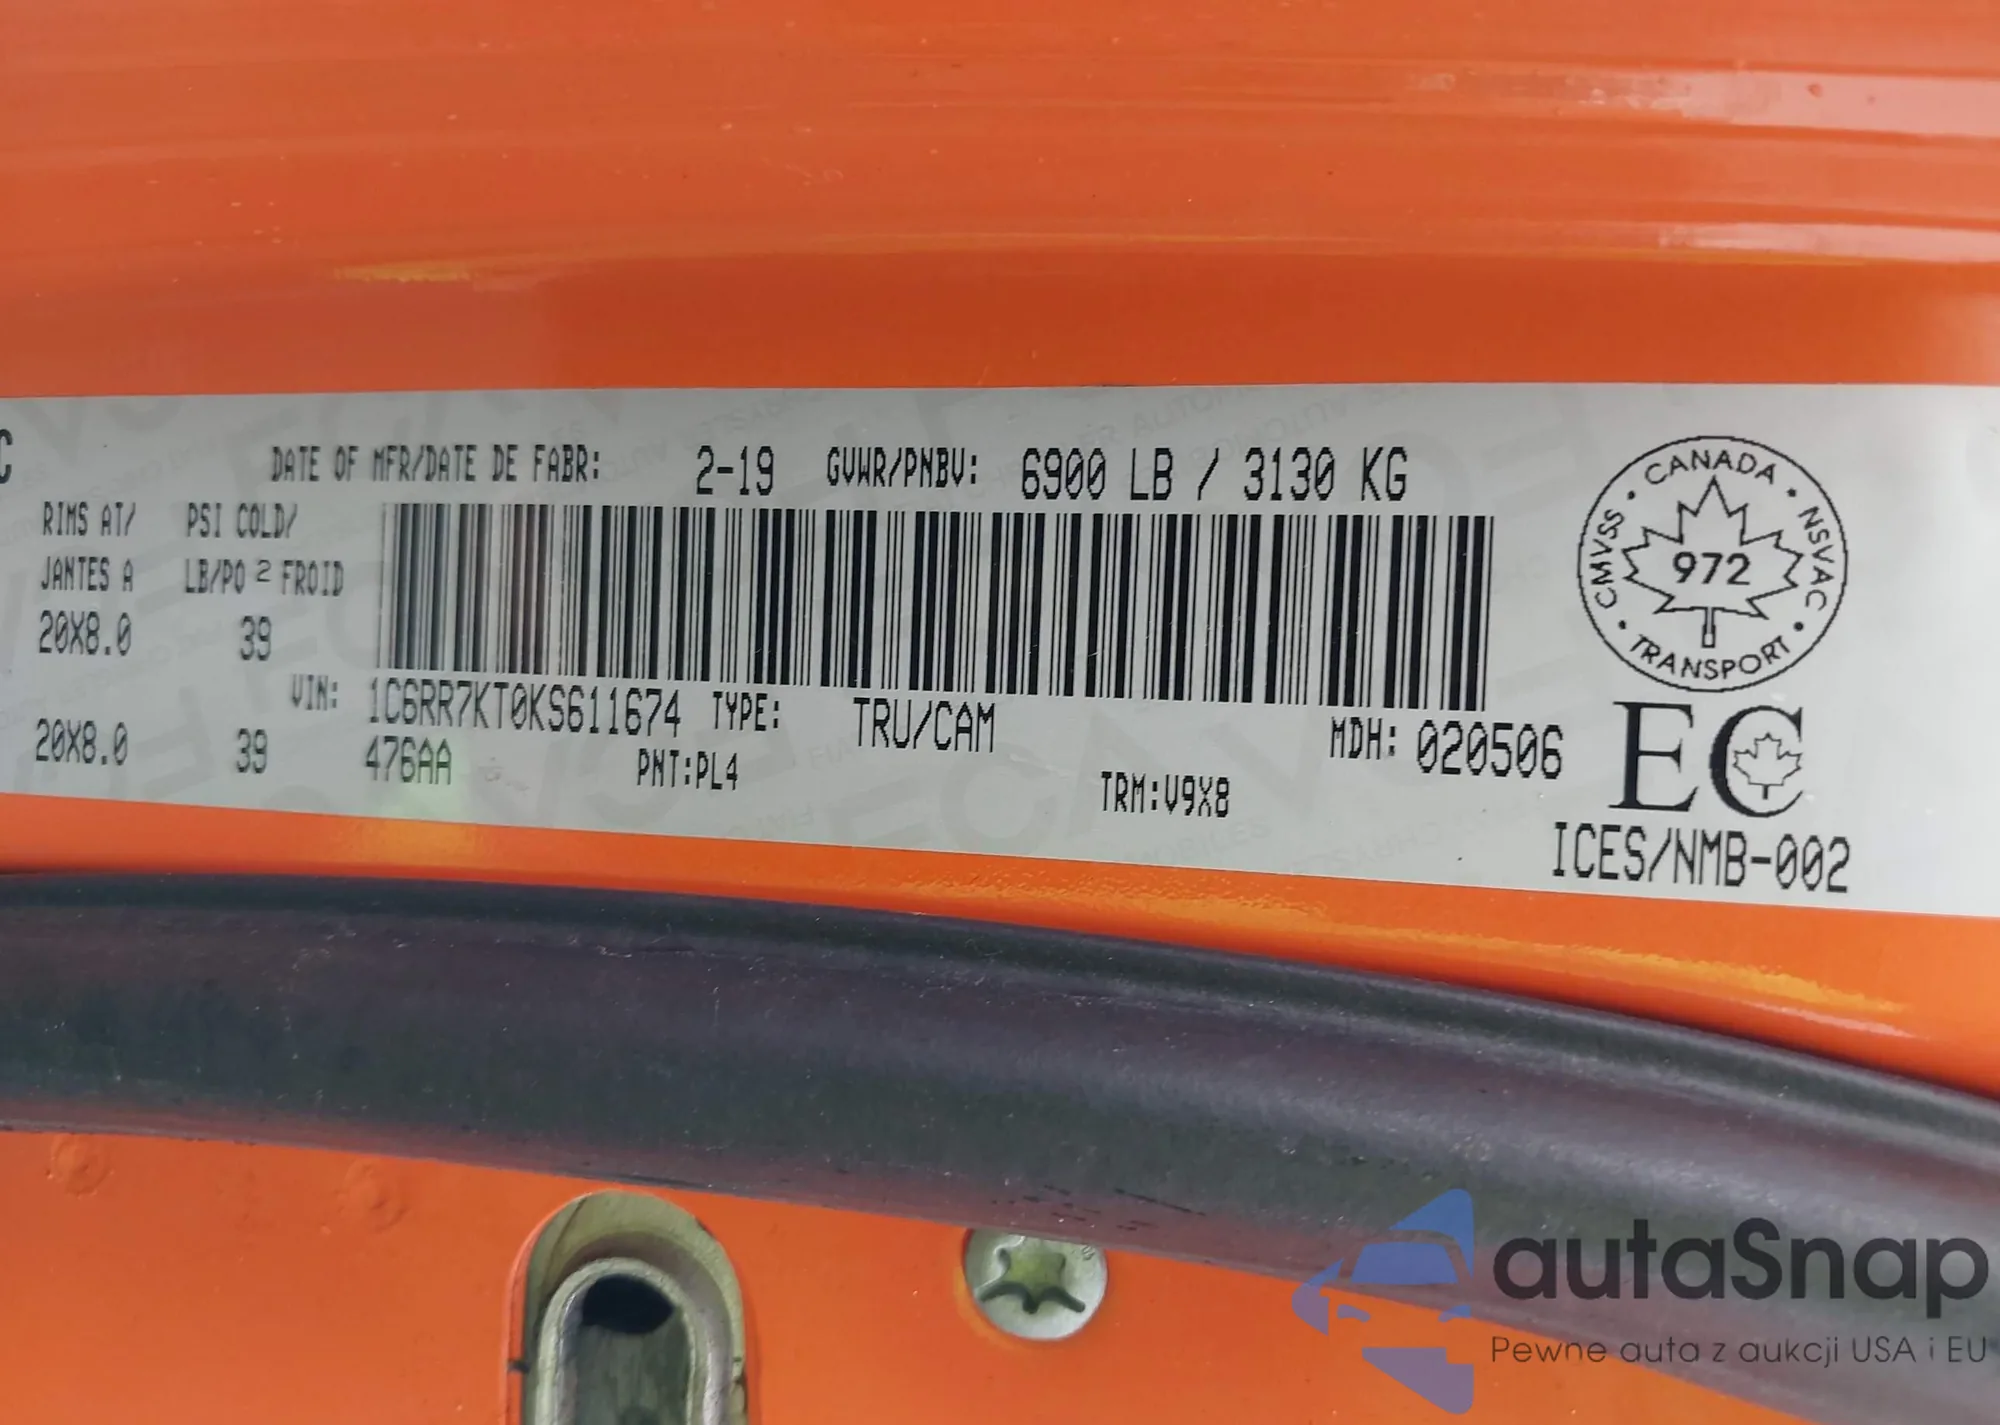 C
DATE OF MFR/DATE DE FABR: 2-19 GVWR/PNBV: 6900 LB / 3130 KG
RIMS AT/ PSI COLD/
JANTES A LB/PO 2 FROID
20X8.0 39
VIN: 1C6RR7KT0KS611674 TYPE: TRU/CAM MDH: 020506
20X8.0 39 476AA PNT:PL4 TRM:V9X8
CANADA
CMVSS 972 NSVAC
TRANSPORT
EC
ICES/NMB-002
autaSnap
Pewne auta z aukcji USA i EU